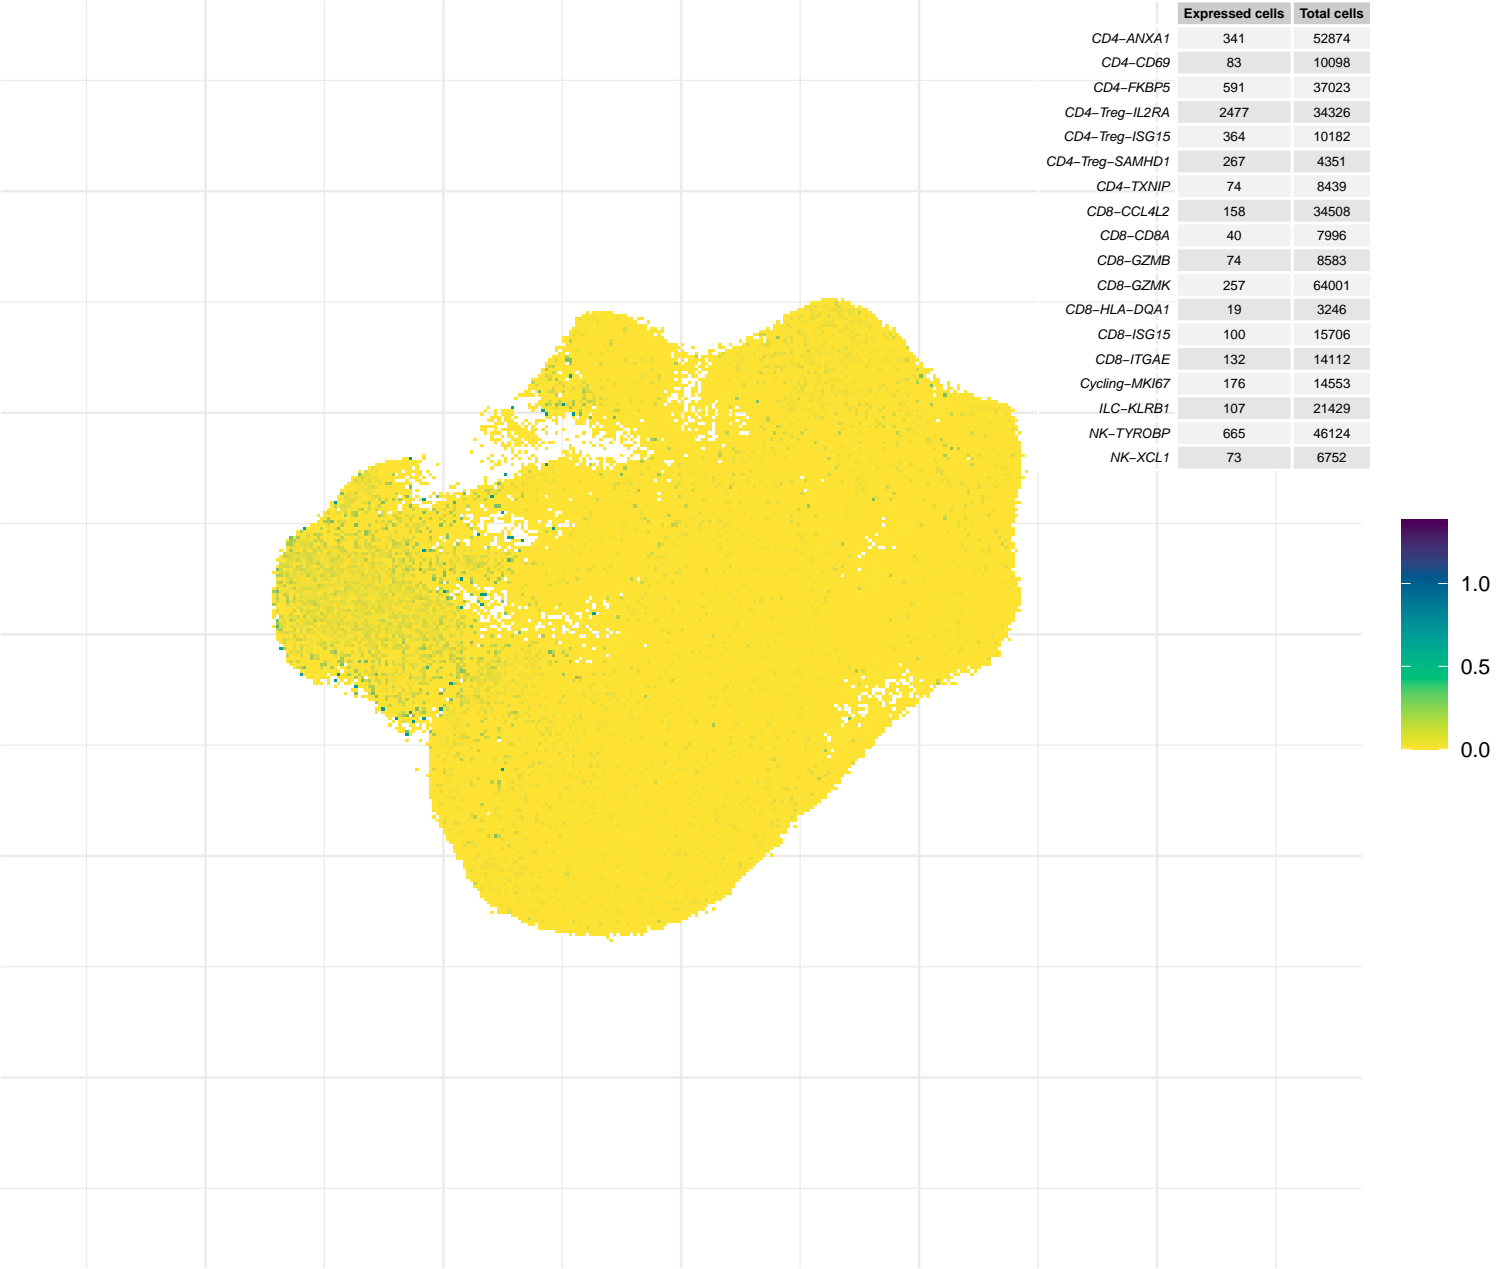 Expressed cells Total cells
CD4−ANXA1 341 52874
CD4−CD69 83 10098
CD4−FKBP5 591 37023
CD4−Treg−IL2RA 2477 34326
CD4−Treg−ISG15 364 10182
CD4−Treg−SAMHD1 267 4351
CD4−TXNIP 74 8439
CD8−CCL4L2 158 34508
CD8−CD8A 40 7996
CD8−GZMB 74 8583
CD8−GZMK 257 64001
CD8−HLA−DQA1 19 3246
CD8−ISG15 100 15706
CD8−ITGAE 132 14112
Cycling−MKI67 176 14553
ILC−KLRB1 107 21429
NK−TYROBP 665 46124
NK−XCL1 73 6752
1.0
0.5
0.0